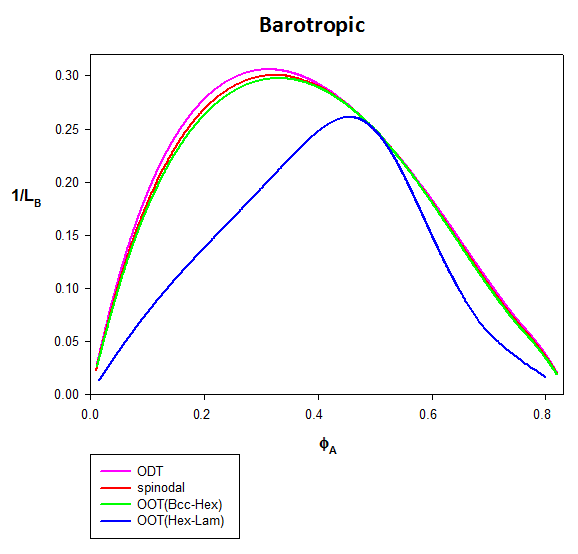 Barotropic
0.30
0.25
0.20
1/L_B
0.15
0.10
0.05
0.00
0.0 0.2 0.4 0.6 0.8
ϕ_A
ODT
spinodal
OOT(Bcc-Hex)
OOT(Hex-Lam)